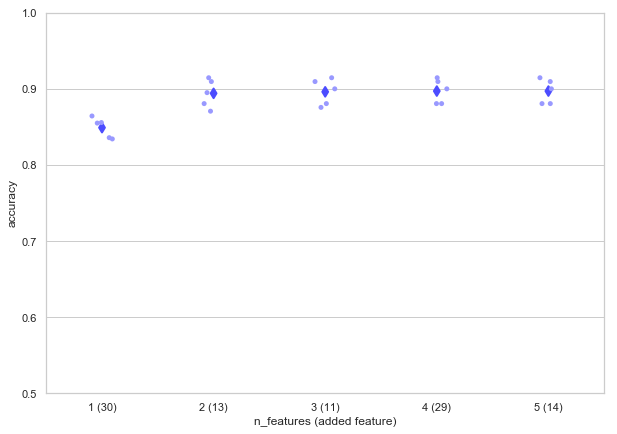 1.0
0.9
0.8
0.7
0.6
0.5
accuracy
1 (30) 2 (13) 3 (11) 4 (29) 5 (14)
n_features (added feature)